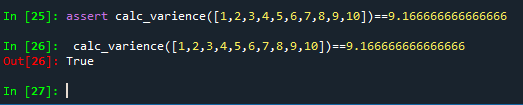 In [25]: assert calc_varience([1,2,3,4,5,6,7,8,9,10])==9.166666666666666
In [26]:  calc_varience([1,2,3,4,5,6,7,8,9,10])==9.166666666666666
Out[26]: True
In [27]: